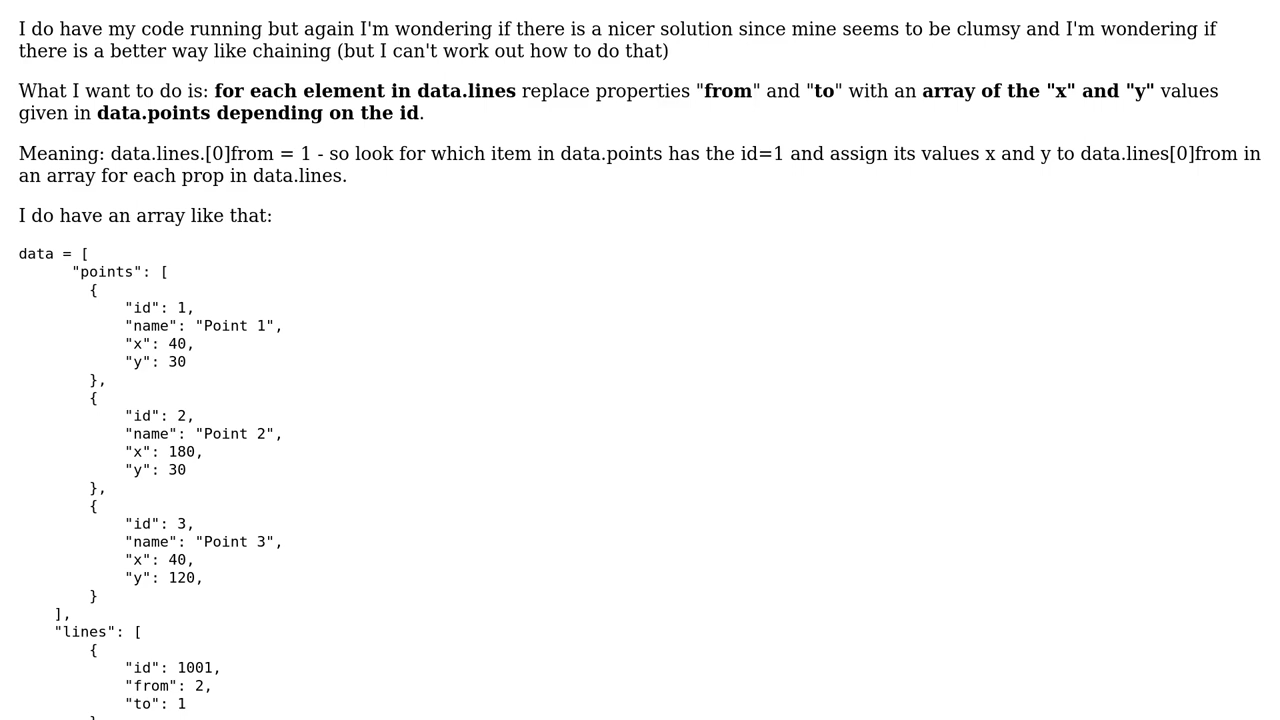 I do have my code running but again I'm wondering if there is a nicer solution since mine seems to be clumsy and I'm wondering if
there is a better way like chaining (but I can't work out how to do that)
What I want to do is: for each element in data.lines replace properties "from" and "to" with an array of the "x" and "y" values
given in data.points depending on the id.
Meaning: data.lines.[0]from = 1 - so look for which item in data.points has the id=1 and assign its values x and y to data.lines[0]from in
an array for each prop in data.lines.
I do have an array like that:
data = [
      "points": [
        {
            "id": 1,
            "name": "Point 1",
            "x": 40,
            "y": 30
        },
        {
            "id": 2,
            "name": "Point 2",
            "x": 180,
            "y": 30
        },
        {
            "id": 3,
            "name": "Point 3",
            "x": 40,
            "y": 120,
        }
    ],
    "lines": [
        {
            "id": 1001,
            "from": 2,
            "to": 1